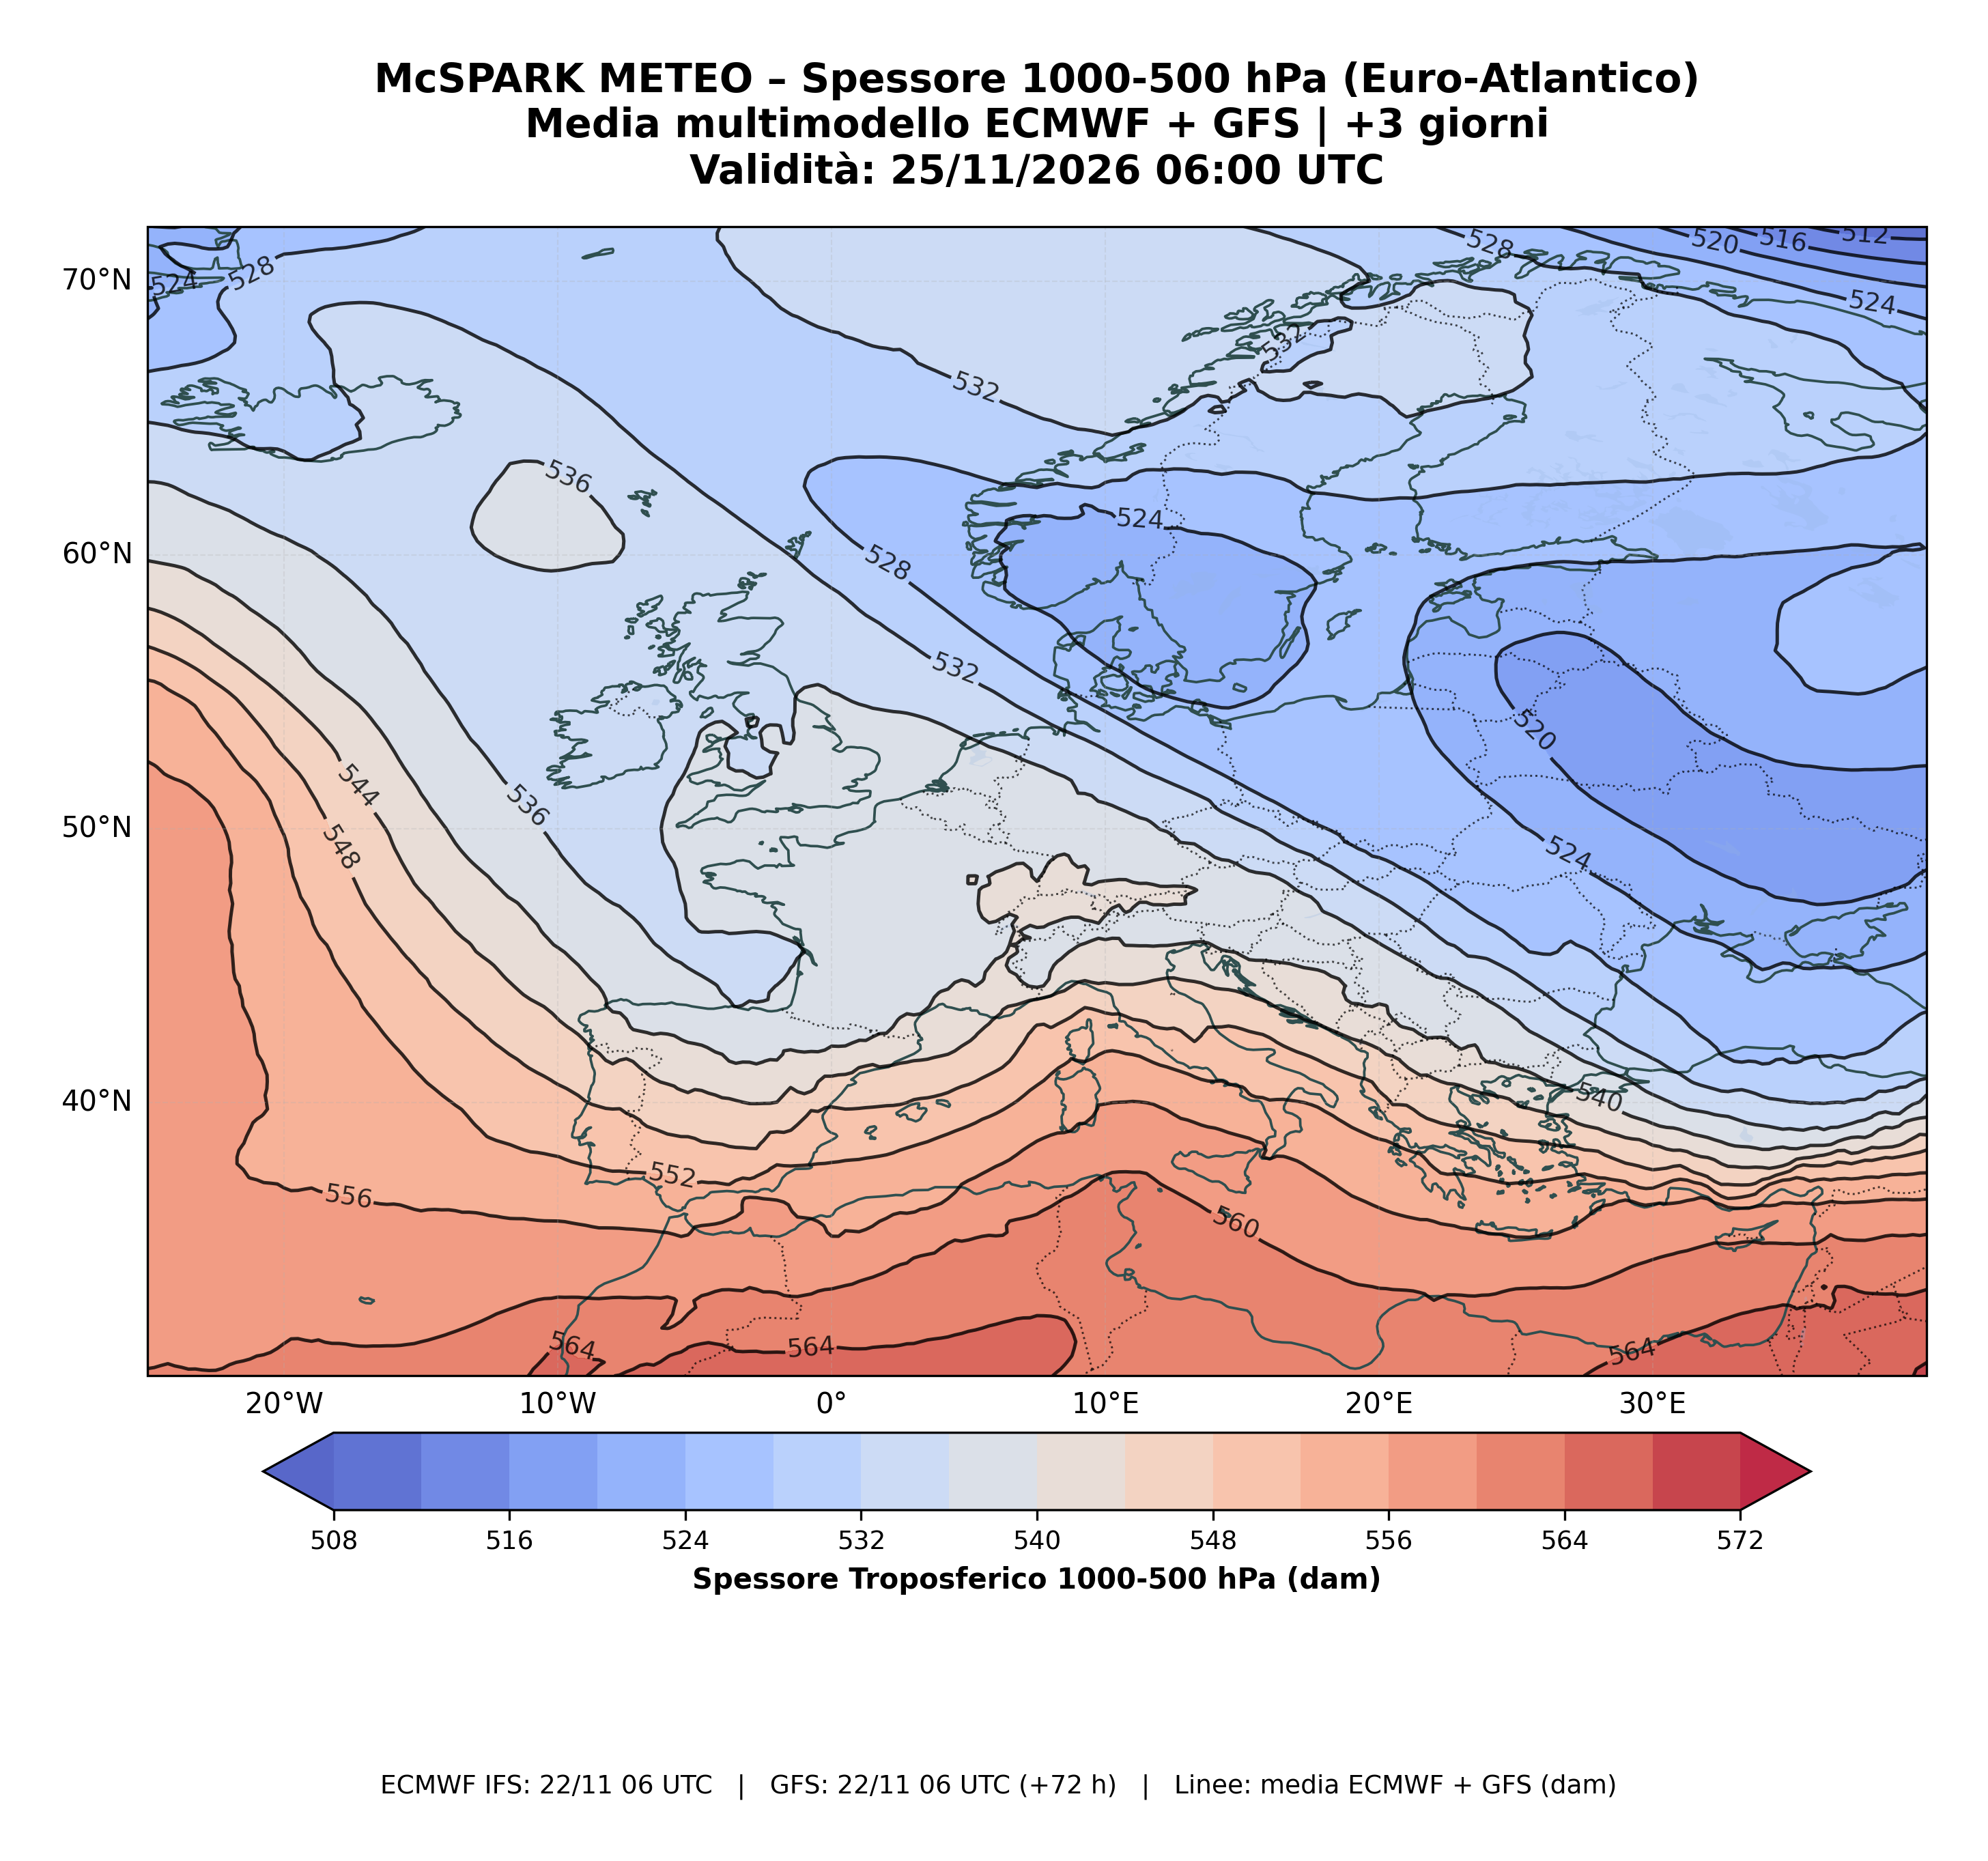 McSPARK METEO – Spessore 1000-500 hPa (Euro-Atlantico)
Media multimodello ECMWF + GFS | +3 giorni
Validità: 25/11/2026 06:00 UTC
528 520 516 512
70°N 524 528 524
532
532
536
524
60°N
528
532
520
544
536
50°N
548
524
40°N 540
552
556
560
564 564 564
20°W 10°W 0° 10°E 20°E 30°E
508 516 524 532 540 548 556 564 572
Spessore Troposferico 1000-500 hPa (dam)
ECMWF IFS: 22/11 06 UTC | GFS: 22/11 06 UTC (+72 h) | Linee: media ECMWF + GFS (dam)